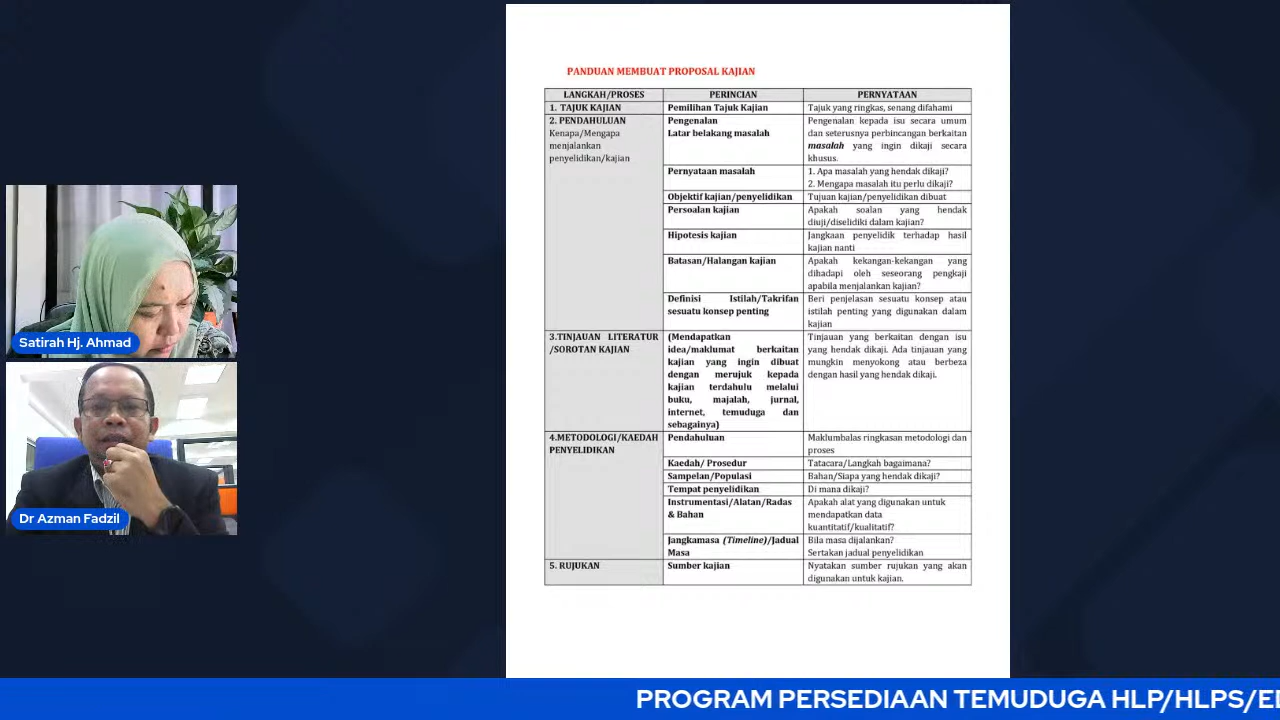 PANDUAN MEMBUAT PROPOSAL KAJIAN
LANGKAH/PROSES
PERINCIAN
PERNYATAAN
1. TAJUK KAJIAN
Pemilihan Tajuk Kajian
Tajuk yang ringkas, senang difahami
2. PENDAHULUAN
Kenapa/Mengapa
menjalankan
penyelidikan/kajian
Pengenalan
Latar belakang masalah
Pengenalan kepada isu secara umum
dan seterusnya perbincangan berkaitan
masalah yang ingin dikaji secara
khusus.
Pernyataan masalah
1. Apa masalah yang hendak dikaji?
2. Mengapa masalah itu perlu dikaji?
Objektif kajian/penyelidikan
Tujuan kajian/penyelidikan dibuat
Persoalan kajian
Apakah soalan yang hendak
diuji/diselidiki dalam kajian?
Hipotesis kajian
Jangkaan penyelidik terhadap hasil
kajian nanti
Batasan/Halangan kajian
Apakah kekangan-kekangan yang
dihadapi oleh seseorang pengkaji
apabila menjalankan kajian?
Definisi Istilah/Takrifan
sesuatu konsep penting
Beri penjelasan sesuatu konsep atau
istilah penting yang digunakan dalam
kajian
3.TINJAUAN LITERATUR
/SOROTAN KAJIAN
(Mendapatkan
idea/maklumat berkaitan
kajian yang ingin dibuat
dengan merujuk kepada
kajian terdahulu melalui
buku, majalah, jurnal,
internet, temuduga dan
sebagainya)
Tinjauan yang berkaitan dengan isu
yang hendak dikaji. Ada tinjauan yang
mungkin menyokong atau berbeza
dengan hasil yang hendak dikaji.
4.METODOLOGI/KAEDAH
PENYELIDIKAN
Pendahuluan
Maklumbalas ringkasan metodologi dan
proses
Kaedah/ Prosedur
Tatacara/Langkah bagaimana?
Sampelan/Populasi
Bahan/Siapa yang hendak dikaji?
Tempat penyelidikan
Di mana dikaji?
Instrumentasi/Alatan/Radas
& Bahan
Apakah alat yang digunakan untuk
mendapatkan data
kuantitatif/kualitatif?
Jangkamasa (Timeline)/Jadual
Masa
Bila masa dijalankan?
Sertakan jadual penyelidikan
5. RUJUKAN
Sumber kajian
Nyatakan sumber rujukan yang akan
digunakan untuk kajian.
Satirah Hj. Ahmad
Dr Azman Fadzil
PROGRAM PERSEDIAAN TEMUDUGA HLP/HLPS/